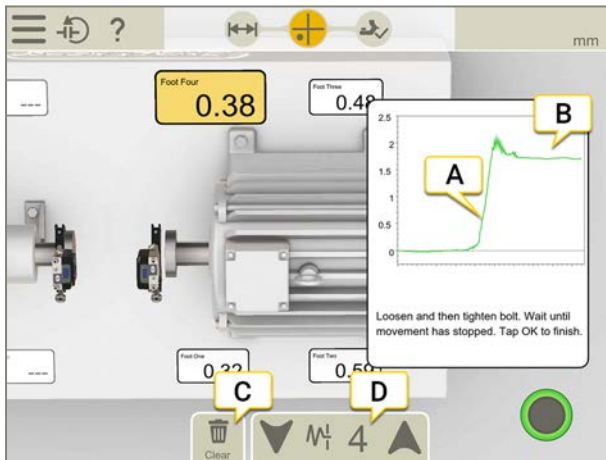 ?
mm
Foot Four
0.38
Foot Three
0.48
2.5
2
1.5
1
0.5
0
A
B
Loosen and then tighten bolt. Wait until
movement has stopped. Tap OK to finish.
---
---
Foot One
0.32
Foot Two
0.59
C
D
Clear
4